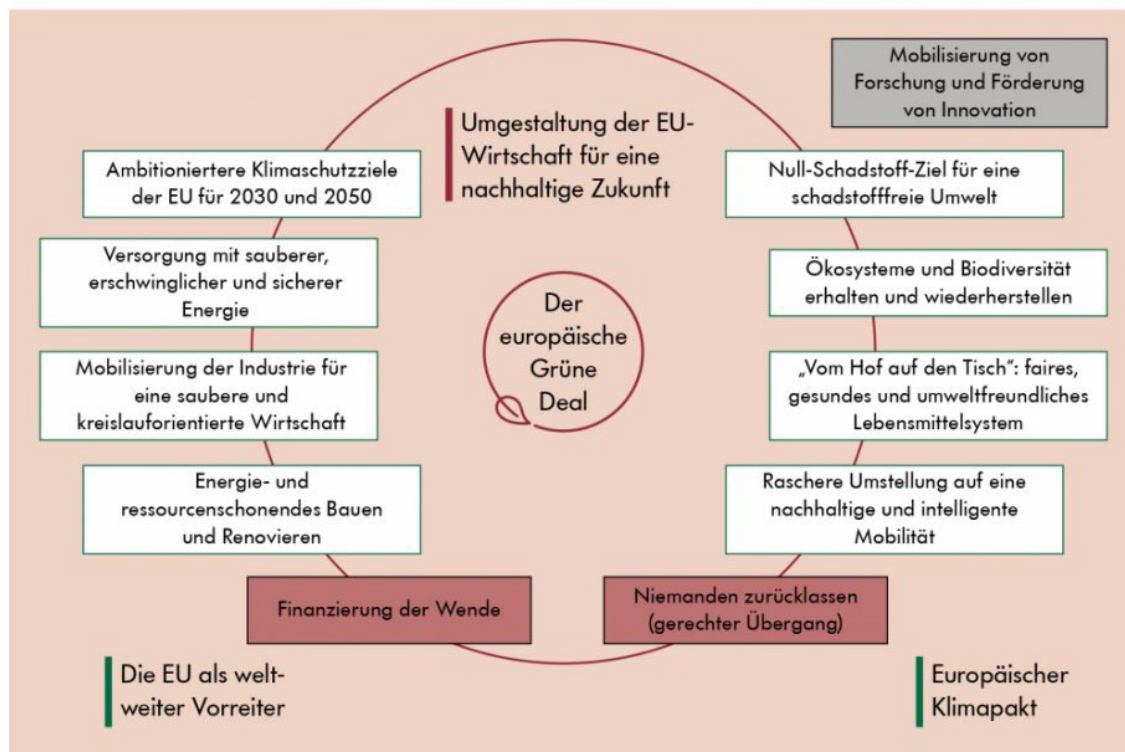 Mobilisierung von
Forschung und Förderung
von Innovation
Umgestaltung der EU-
Wirtschaft für eine
nachhaltige Zukunft
Ambitioniertere Klimaschutzziele
der EU für 2030 und 2050
Versorgung mit sauberer,
erschwinglicher und sicherer
Energie
Mobilisierung der Industrie für
eine saubere und
kreislauforientierte Wirtschaft
Energie- und
ressourcenschonendes Bauen
und Renovieren
Der
europäische
Grüne
Deal
Null-Schadstoff-Ziel für eine
schadstofffreie Umwelt
Ökosysteme und Biodiversität
erhalten und wiederherstellen
„Vom Hof auf den Tisch“: faires,
gesundes und umweltfreundliches
Lebensmittelsystem
Raschere Umstellung auf eine
nachhaltige und intelligente
Mobilität
Finanzierung der Wende
Niemanden zurücklassen
(gerechter Übergang)
Die EU als welt-
weiter Vorreiter
Europäischer
Klimapakt